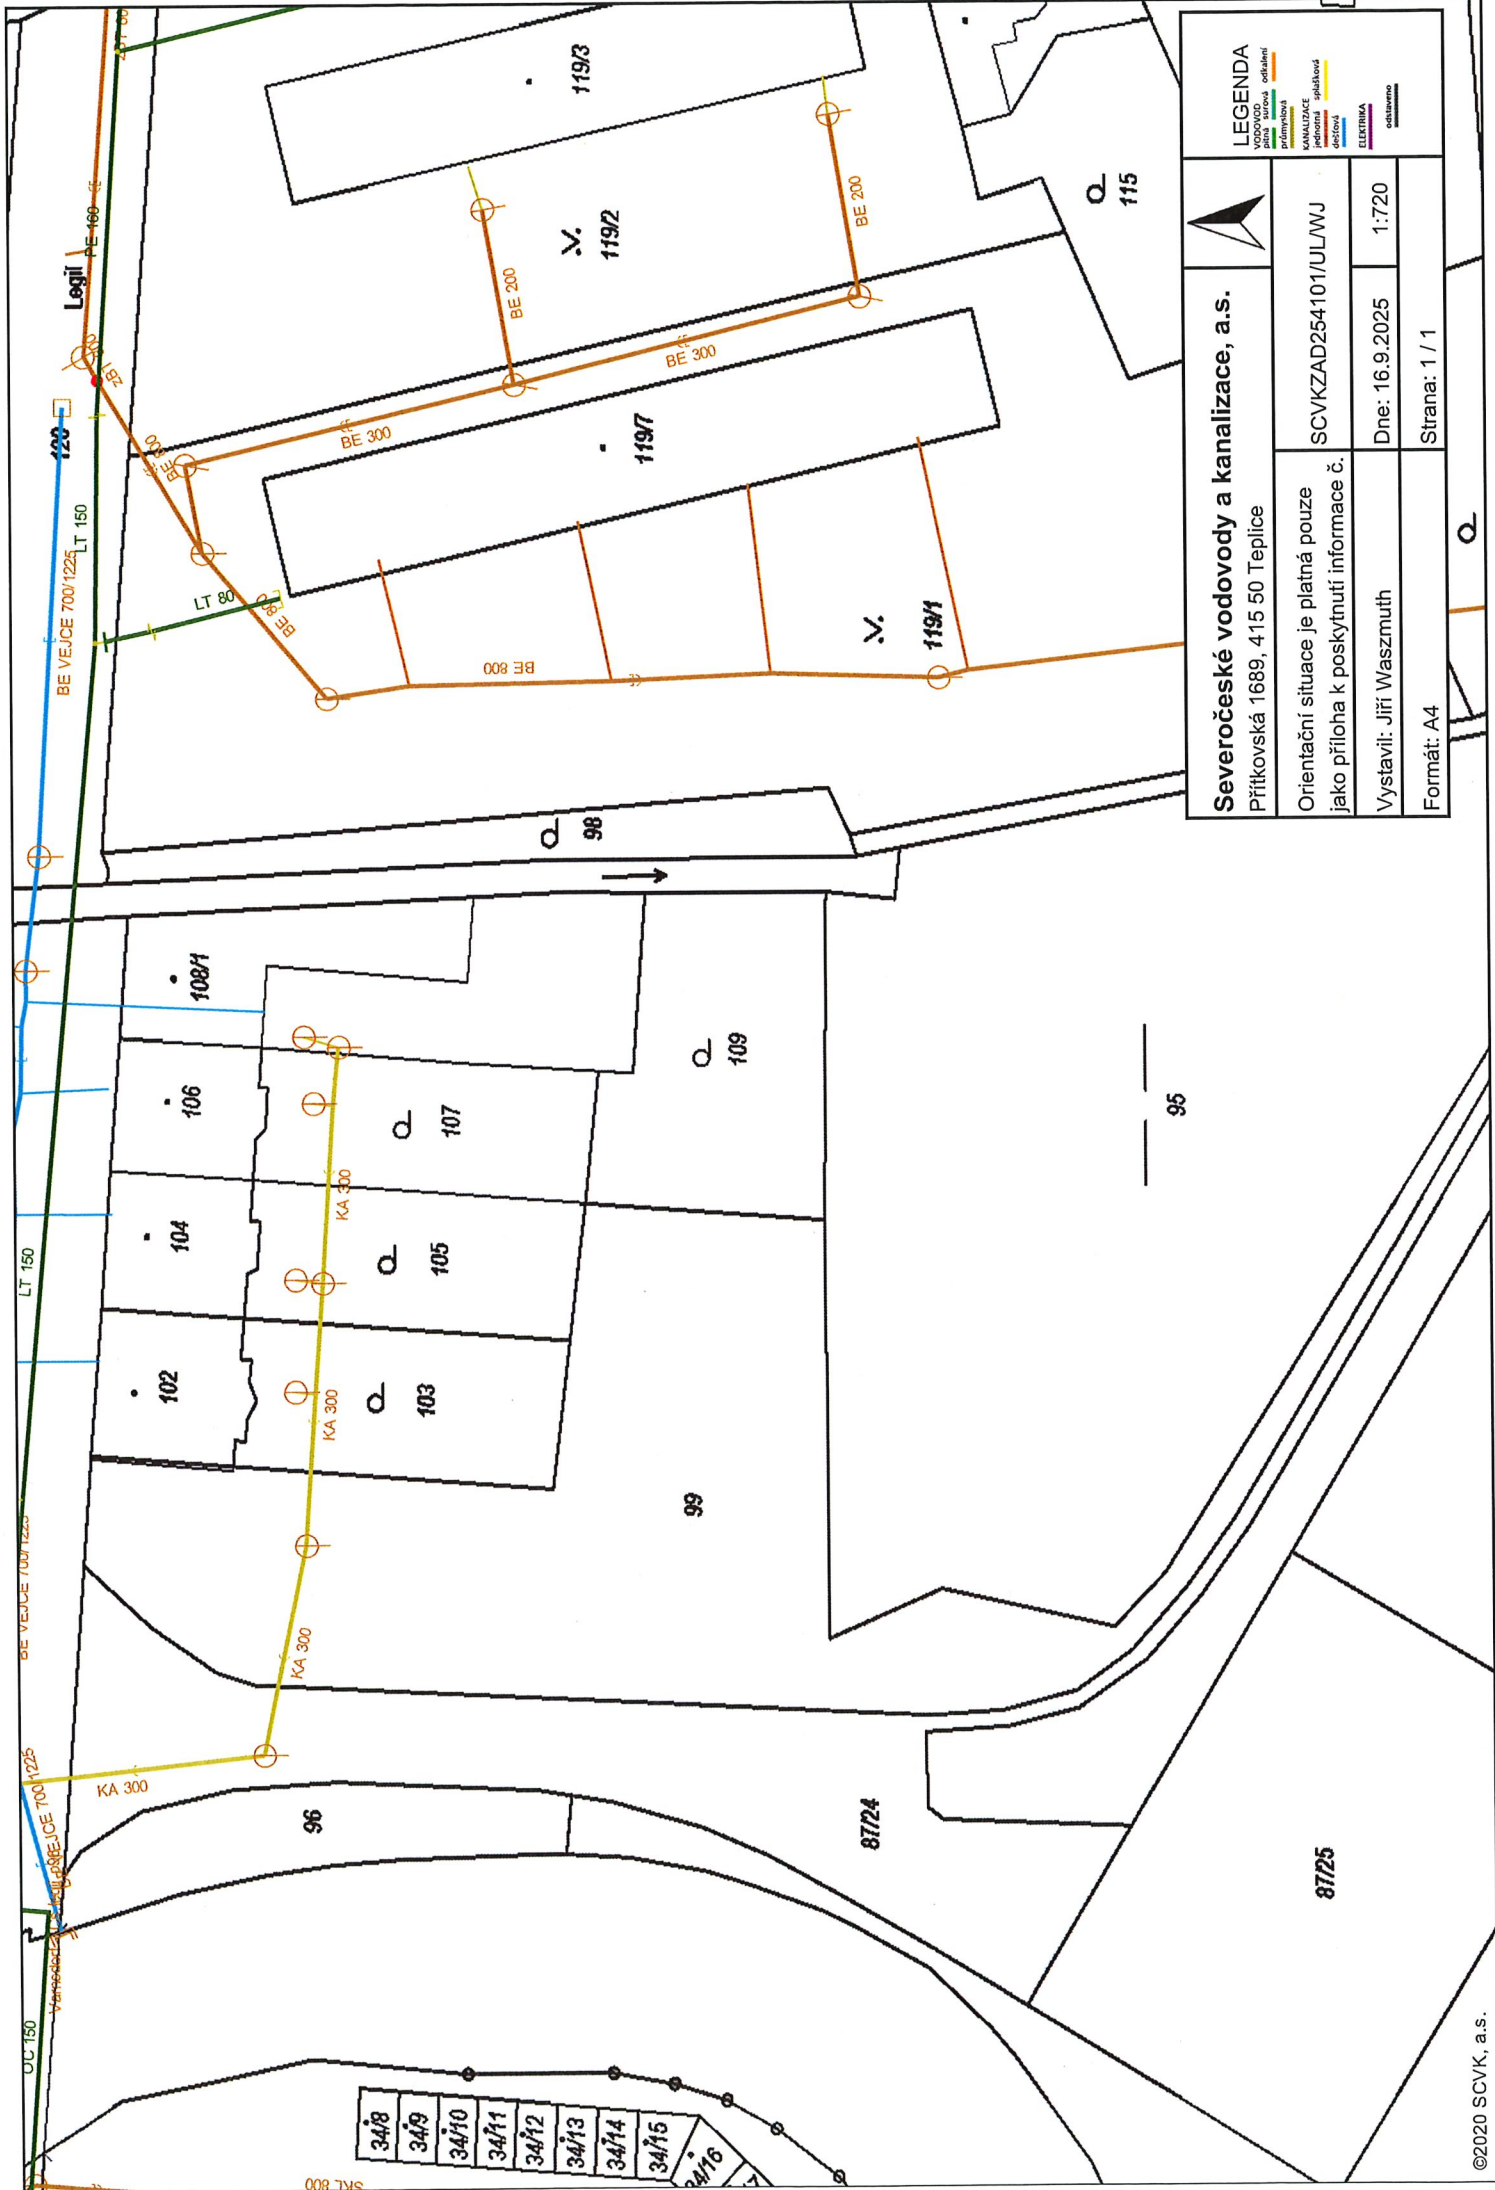 Legií
PE 160
LT 150
BE VEJCE 700/1225
120
BE 800
LT 80
BE 800
BE 800
BE 300
BE 300
BE 200
BE 200
119/3
119/2
119/7
119/1
115
98
108/1
106
104
102
107
105
103
109
99
95
96
87/24
87/25
LT 150
KA 300
KA 300
KA 300
KA 300
OC 150
34/8
34/9
34/10
34/11
34/12
34/13
34/14
34/15
34/16
SKL 800
Severočeské vodovody a kanalizace, a.s.
Přítkovská 1689, 415 50 Teplice
Orientační situace je platná pouze
jako příloha k poskytnutí informace č.
SCVKZAD254101/UL/WJ
Vystavil: Jiří Waszmuth
Dne: 16.9.2025
1:720
Formát: A4
Strana: 1 / 1
LEGENDA
VODOVOD
pitná surová odkalení
průmyslová
KANALIZACE
jednotná splašková
dešťová
ELEKTRIKA
odstaveno
©2020 SCVK, a.s.